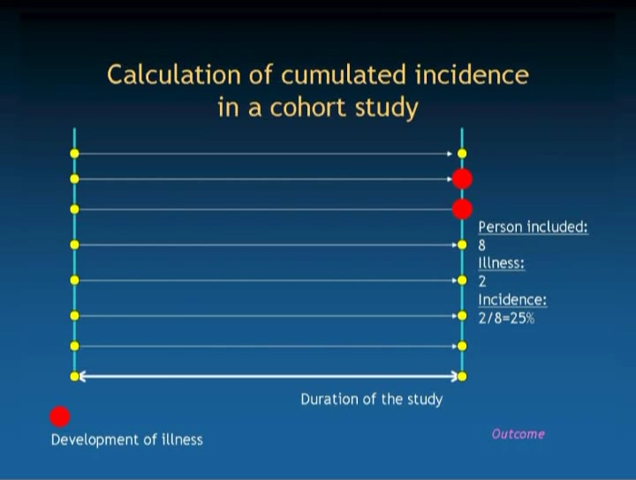 Calculation of cumulated incidence
in a cohort study
Person included:
8
Illness:
2
Incidence:
2/8=25%
Duration of the study
Development of illness
Outcome